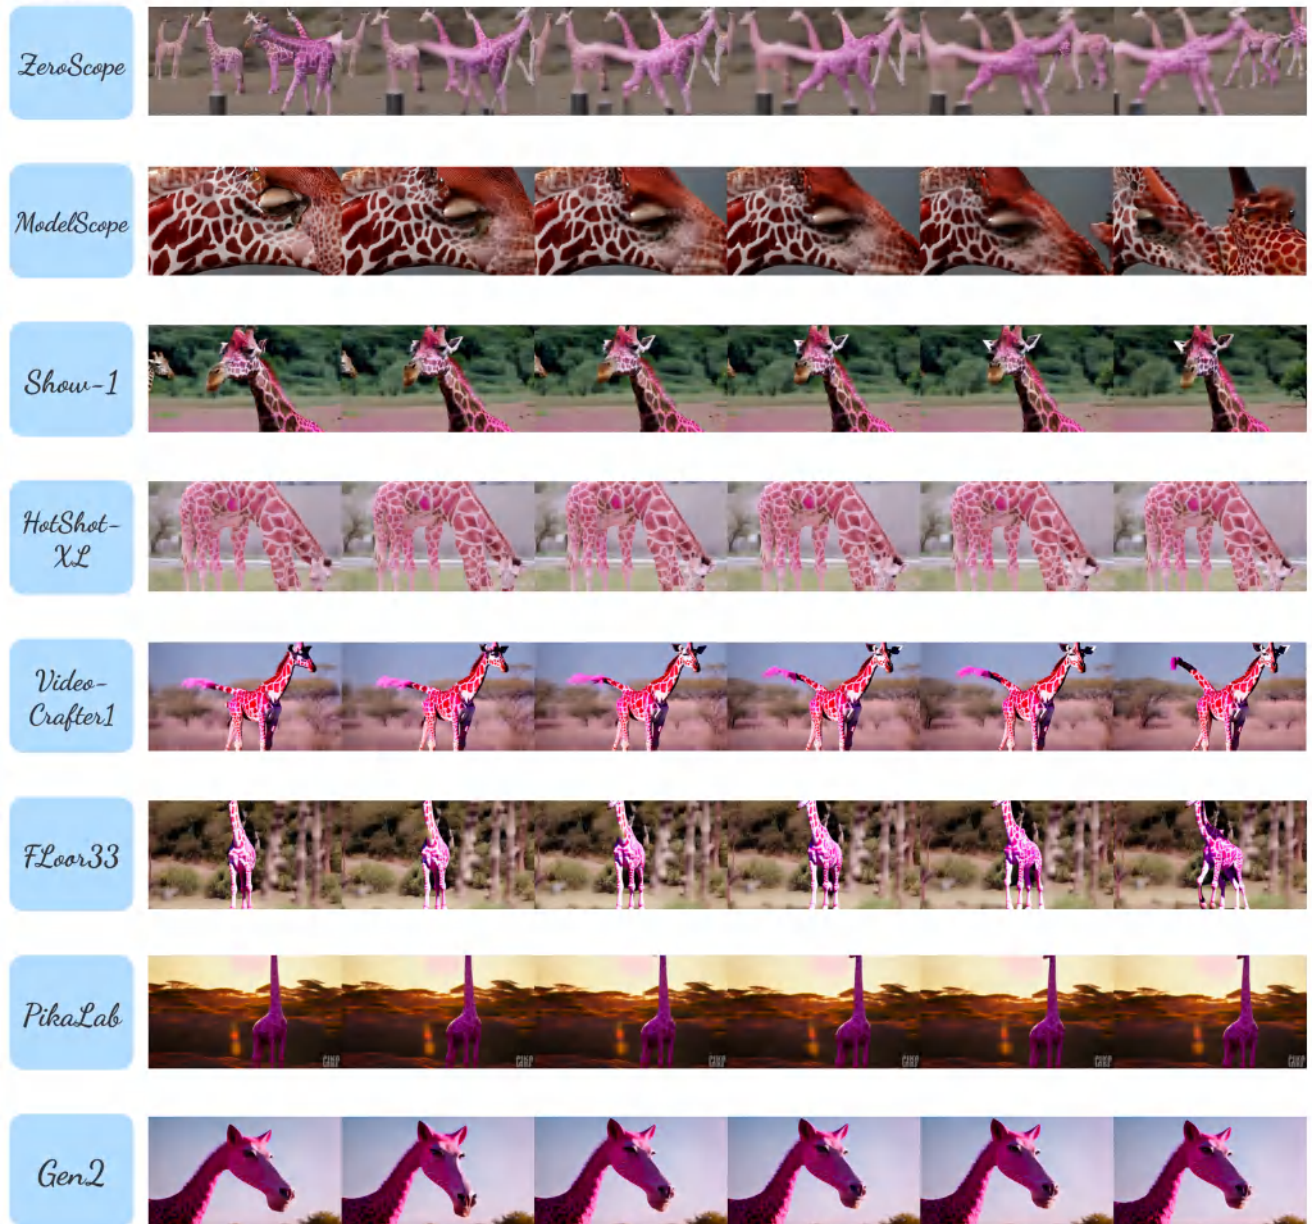 ZeroScope
ModelScope
Show-1
HotShot-
XL
Video-
Crafter1
FLoor33
PikaLab
Gen2